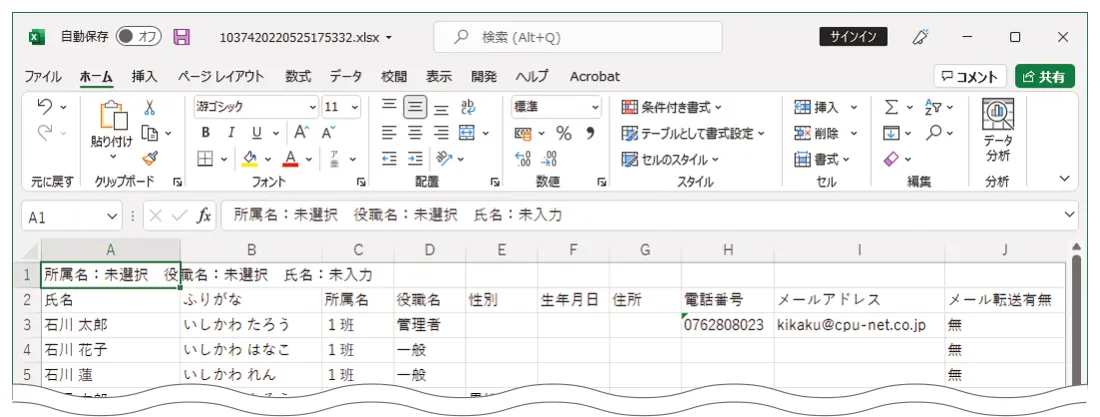 自動保存 オフ 1037420220525175332.xlsx 検索 (Alt+Q) サインイン
ファイル ホーム 挿入 ページ レイアウト 数式 データ 校閲 表示 開発 ヘルプ Acrobat コメント 共有
元に戻す
貼り付け
クリップボード
游ゴシック 11
B I U A A
A ア亜
フォント
ab
配置
標準
% 9
.00
数値
条件付き書式
テーブルとして書式設定
セルのスタイル
スタイル
挿入
削除
書式
セル
編集
データ
分析
分析
A1 fx 所属名：未選択　役職名：未選択　氏名：未入力
A B C D E F G H I J
1 所属名：未選択　役職名：未選択　氏名：未入力
2 氏名 ふりがな 所属名 役職名 性別 生年月日 住所 電話番号 メールアドレス メール転送有無
3 石川 太郎 いしかわ たろう 1 班 管理者 0762808023 kikaku@cpu-net.co.jp 無
4 石川 花子 いしかわ はなこ 1 班 一般 無
5 石川 蓮 いしかわ れん 1 班 一般 無